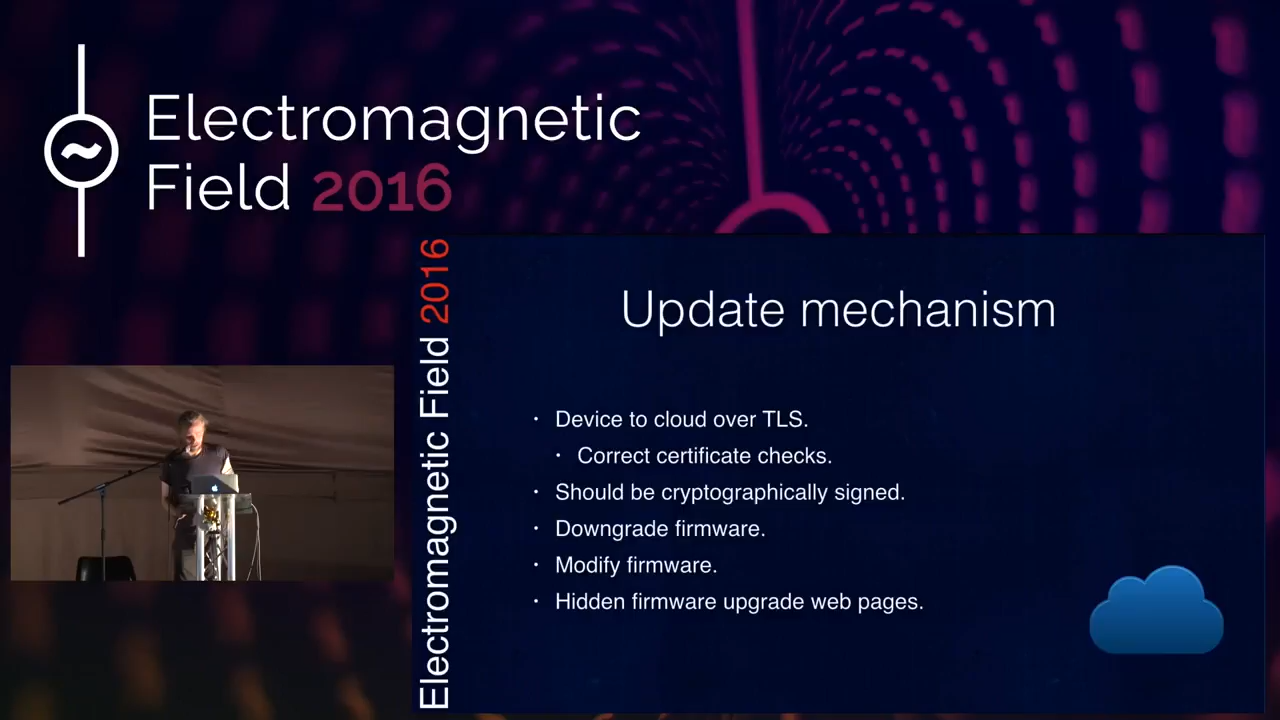 Electromagnetic
Field 2016
Electromagnetic Field 2016
Update mechanism
· Device to cloud over TLS.
· Correct certificate checks.
· Should be cryptographically signed.
· Downgrade firmware.
· Modify firmware.
· Hidden firmware upgrade web pages.